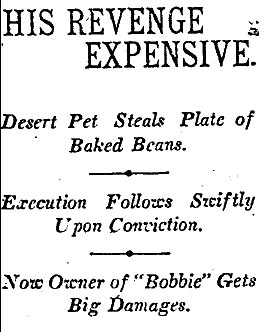 HIS REVENGE
EXPENSIVE.
Desert Pet Steals Plate of
Baked Beans.
Execution Follows Swiftly
Upon Conviction.
Now Owner of "Bobbie" Gets
Big Damages.